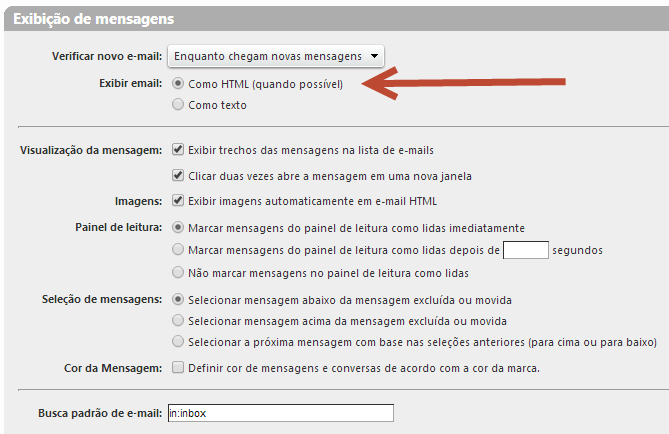 Exibição de mensagens
Verificar novo e-mail: Enquanto chegam novas mensagens
Exibir email: Como HTML (quando possível)
Como texto
Visualização da mensagem: Exibir trechos das mensagens na lista de e-mails
Clicar duas vezes abre a mensagem em uma nova janela
Imagens: Exibir imagens automaticamente em e-mail HTML
Painel de leitura: Marcar mensagens do painel de leitura como lidas imediatamente
Marcar mensagens do painel de leitura como lidas depois de segundos
Não marcar mensagens no painel de leitura como lidas
Seleção de mensagens: Selecionar mensagem abaixo da mensagem excluída ou movida
Selecionar mensagem acima da mensagem excluída ou movida
Selecionar a próxima mensagem com base nas seleções anteriores (para cima ou para baixo)
Cor da Mensagem: Definir cor de mensagens e conversas de acordo com a cor da marca.
Busca padrão de e-mail: in:inbox